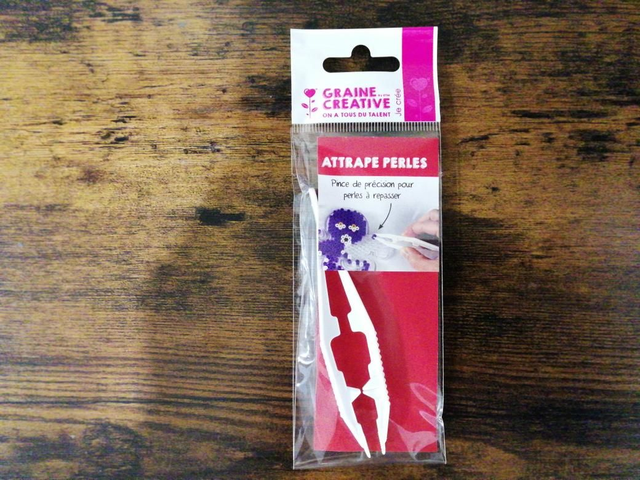 GRAINE
CREATIVE
ON A TOUS DU TALENT
Je crée
ATTRAPE PERLES
Pince de précision pour
perles à repasser